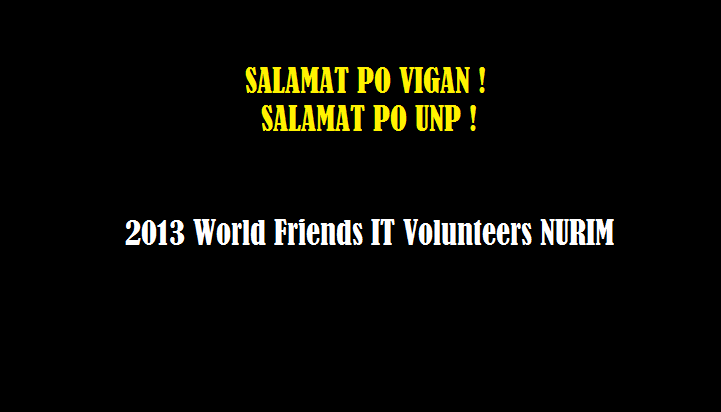 SALAMAT PO VIGAN !
SALAMAT PO UNP !
2013 World Friends IT Volunteers NURIM